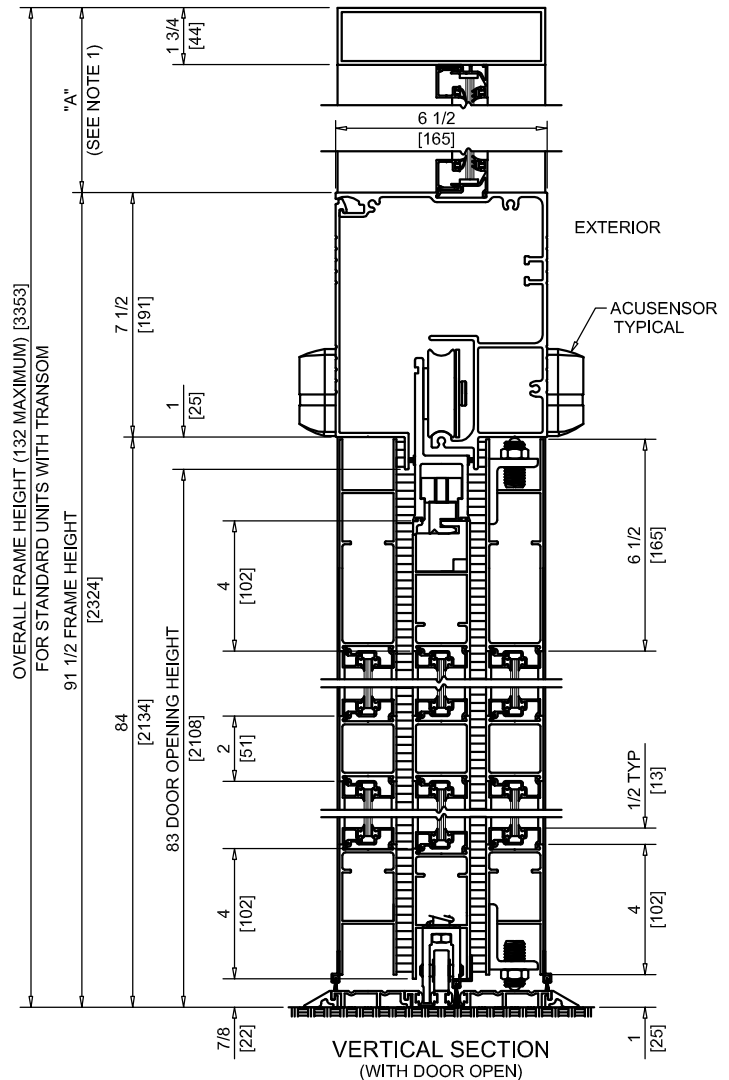 1 3/4
[44]
"A"
(SEE NOTE 1)
6 1/2
[165]
EXTERIOR
ACUSENSOR
TYPICAL
7 1/2
[191]
1
[25]
OVERALL FRAME HEIGHT (132 MAXIMUM) [3353]
FOR STANDARD UNITS WITH TRANSOM
91 1/2 FRAME HEIGHT
[2324]
84
[2134]
83 DOOR OPENING HEIGHT
[2108]
4
[102]
6 1/2
[165]
2
[51]
1/2 TYP
[13]
4
[102]
4
[102]
7/8
[22]
1
[25]
VERTICAL SECTION
(WITH DOOR OPEN)